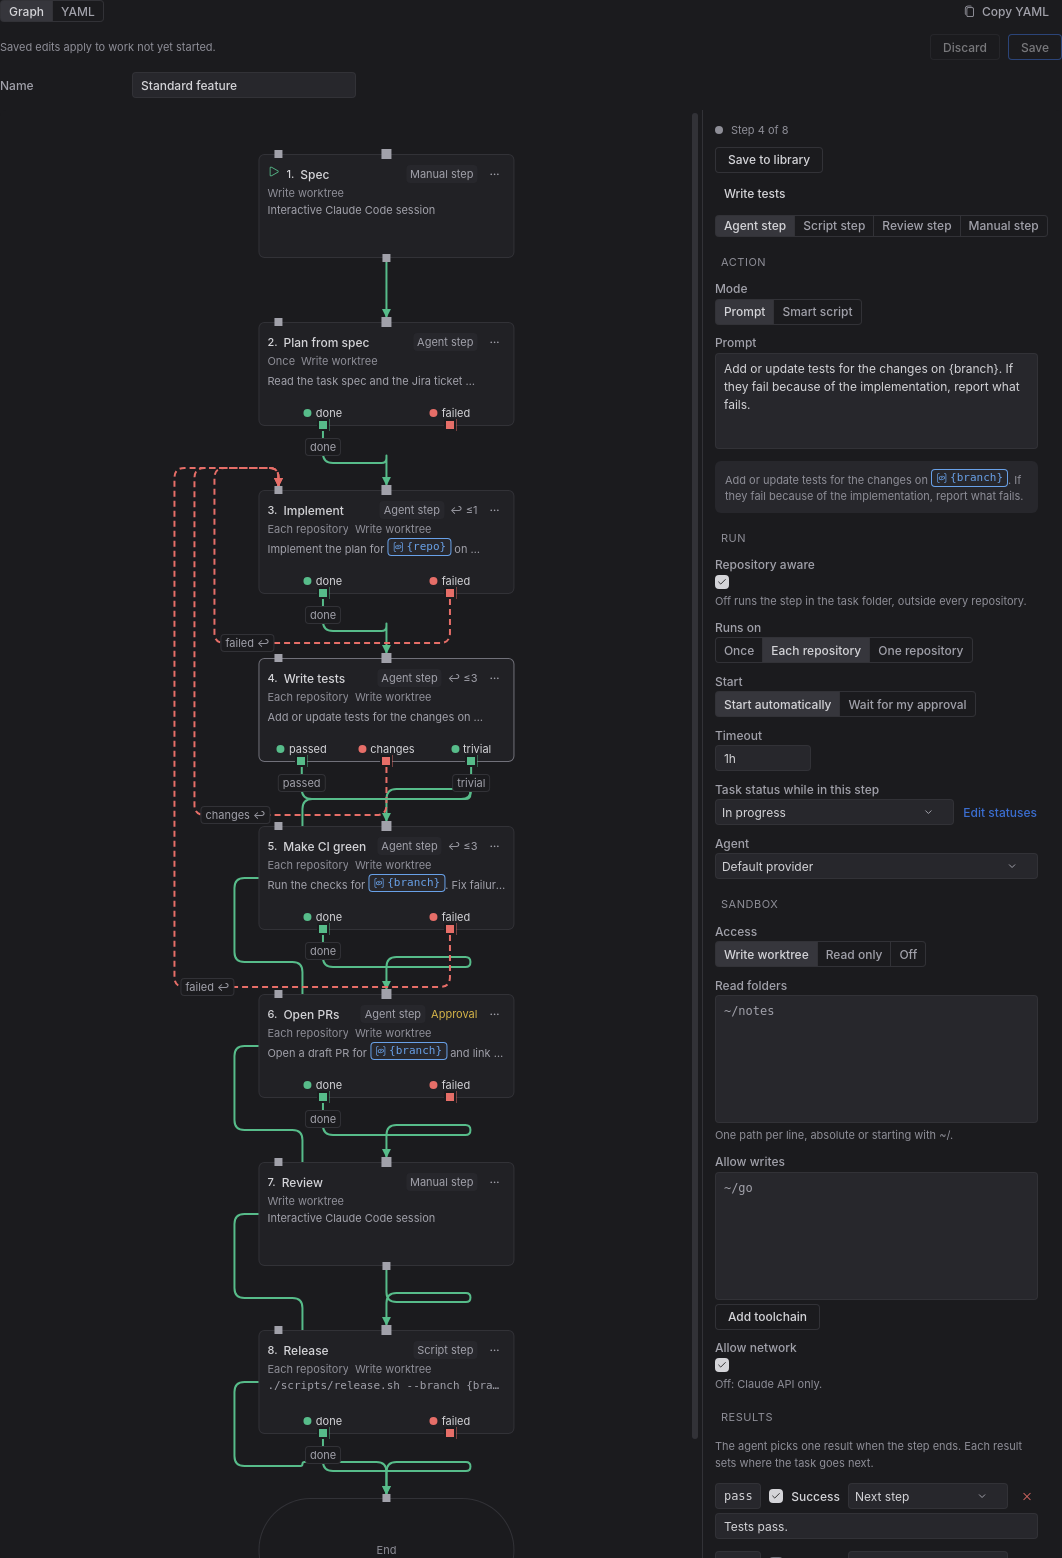 Graph YAML
Copy YAML
Saved edits apply to work not yet started.
Discard Save
Name Standard feature
1. Spec Manual step ...
Write worktree
Interactive Claude Code session
2. Plan from spec Agent step ...
Once Write worktree
Read the task spec and the Jira ticket ...
done failed
done
3. Implement Agent step ↩ ≤1 ...
Each repository Write worktree
Implement the plan for {repo} on ...
done failed
done
failed ↩
4. Write tests Agent step ↩ ≤3 ...
Each repository Write worktree
Add or update tests for the changes on ...
passed changes trivial
passed trivial
changes ↩
5. Make CI green Agent step ↩ ≤3 ...
Each repository Write worktree
Run the checks for {branch}. Fix failur...
done failed
done
failed ↩
6. Open PRs Agent step Approval ...
Each repository Write worktree
Open a draft PR for {branch} and link ...
done failed
done
7. Review Manual step ...
Write worktree
Interactive Claude Code session
8. Release Script step ...
Each repository Write worktree
./scripts/release.sh --branch {bra...
done failed
done
End
Step 4 of 8
Save to library
Write tests
Agent step Script step Review step Manual step
ACTION
Mode
Prompt Smart script
Prompt
Add or update tests for the changes on {branch}. If
they fail because of the implementation, report what
fails.
Add or update tests for the changes on {branch}. If
they fail because of the implementation, report what fails.
RUN
Repository aware
Off runs the step in the task folder, outside every repository.
Runs on
Once Each repository One repository
Start
Start automatically Wait for my approval
Timeout
1h
Task status while in this step
In progress Edit statuses
Agent
Default provider
SANDBOX
Access
Write worktree Read only Off
Read folders
~/notes
One path per line, absolute or starting with ~/.
Allow writes
~/go
Add toolchain
Allow network
Off: Claude API only.
RESULTS
The agent picks one result when the step ends. Each result
sets where the task goes next.
pass Success Next step ×
Tests pass.